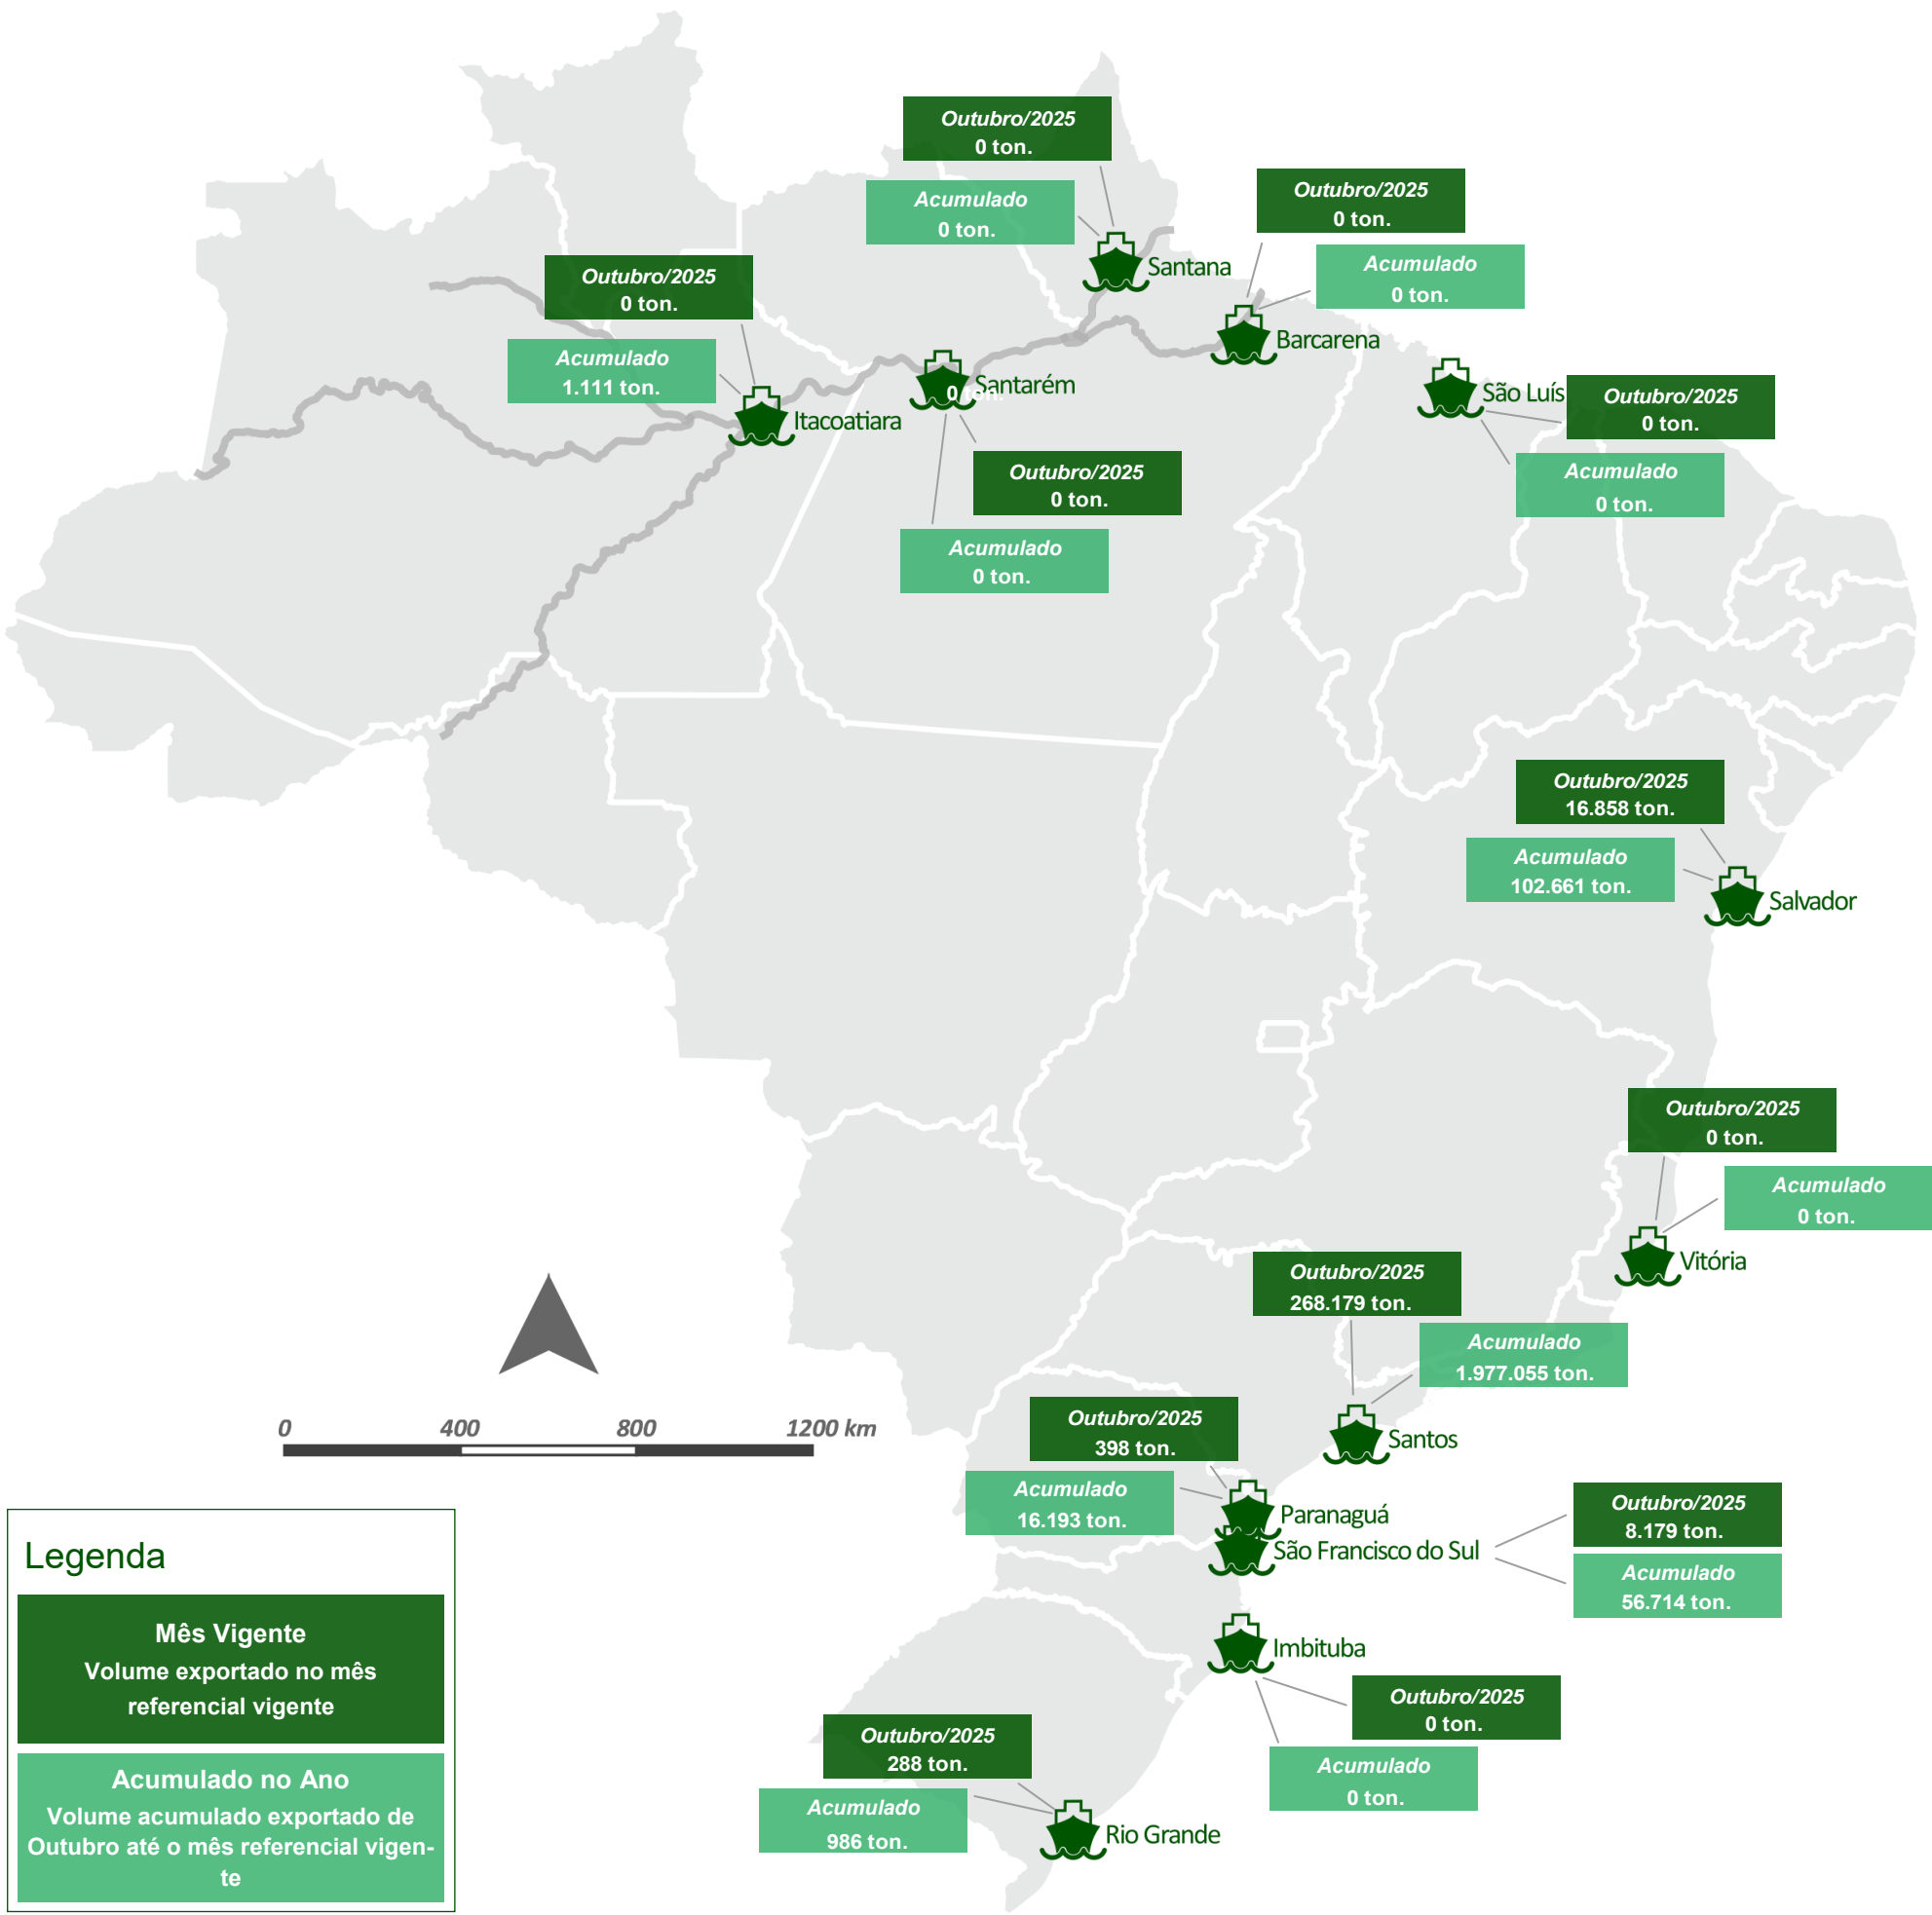 Outubro/2025
0 ton.
Acumulado
0 ton.
Santana
Outubro/2025
0 ton.
Acumulado
0 ton.
Barcarena
Outubro/2025
0 ton.
Acumulado
1.111 ton.
Itacoatiara
Santarém
0 ton.
Outubro/2025
0 ton.
Acumulado
0 ton.
São Luís
Outubro/2025
0 ton.
Acumulado
0 ton.
Outubro/2025
16.858 ton.
Acumulado
102.661 ton.
Salvador
Outubro/2025
0 ton.
Acumulado
0 ton.
Vitória
Outubro/2025
268.179 ton.
Acumulado
1.977.055 ton.
Santos
Outubro/2025
398 ton.
Acumulado
16.193 ton.
Paranaguá
São Francisco do Sul
Outubro/2025
8.179 ton.
Acumulado
56.714 ton.
Imbituba
Outubro/2025
0 ton.
Acumulado
0 ton.
Outubro/2025
288 ton.
Acumulado
986 ton.
Rio Grande
0 400 800 1200 km
Legenda
Mês Vigente
Volume exportado no mês
referencial vigente
Acumulado no Ano
Volume acumulado exportado de
Outubro até o mês referencial vigen-
te